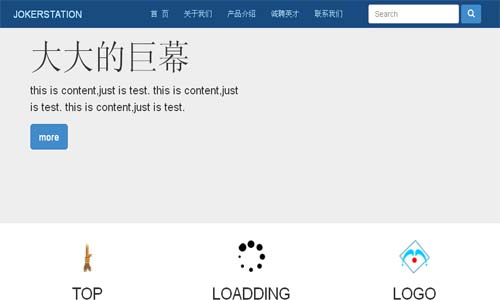 JOKERSTATION 首 页 关于我们 产品介绍 诚聘英才 联系我们 Search
大大的巨幕
this is content,just is test. this is content,just
is test. this is content,just is test.
more
TOP LOADDING LOGO